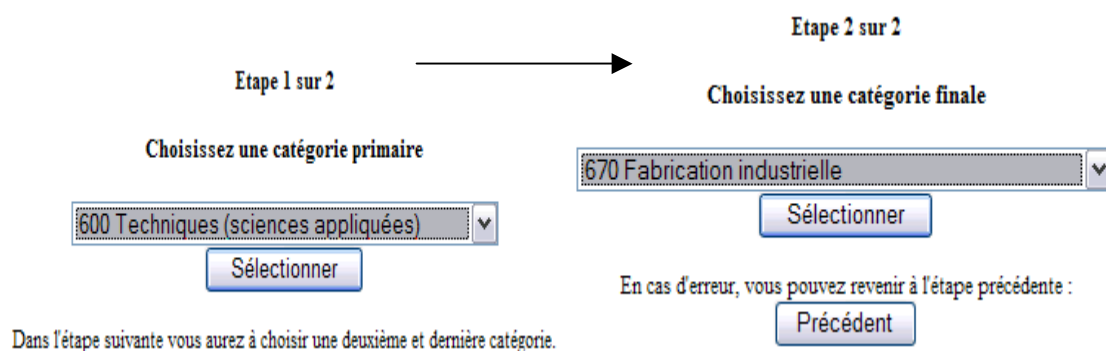 Etape 1 sur 2
Choisissez une catégorie primaire
600 Techniques (sciences appliquées)
Sélectionner
Dans l'étape suivante vous aurez à choisir une deuxième et dernière catégorie.
Etape 2 sur 2
Choisissez une catégorie finale
670 Fabrication industrielle
Sélectionner
En cas d'erreur, vous pouvez revenir à l'étape précédente :
Précédent